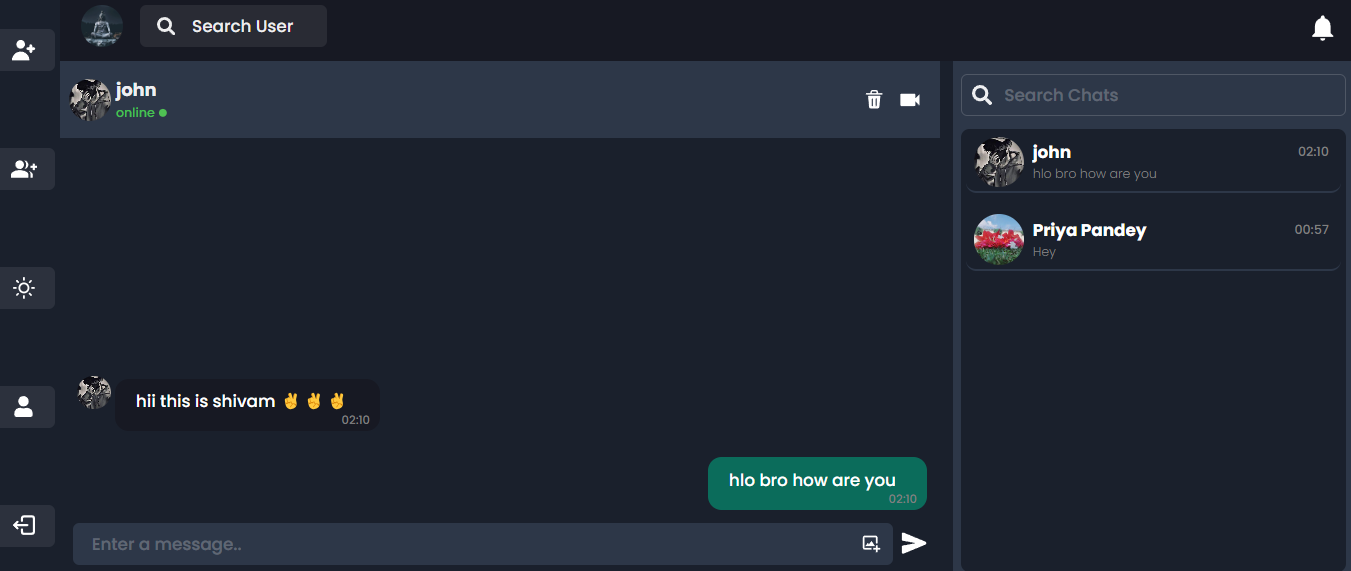 Search User
john
online
hii this is shivam ✌️ ✌️ ✌️
02:10
hlo bro how are you
02:10
Enter a message..
Search Chats
john
02:10
hlo bro how are you
Priya Pandey
00:57
Hey